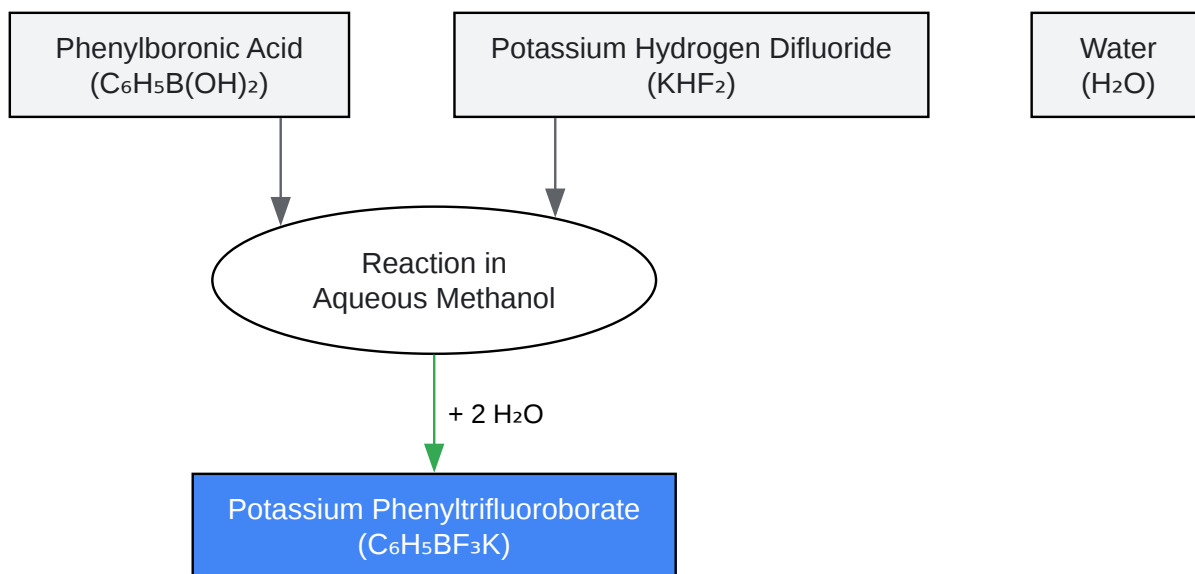 Phenylboronic Acid
(C₆H₅B(OH)₂)
Potassium Hydrogen Difluoride
(KHF₂)
Water
(H₂O)
Reaction in
Aqueous Methanol
+ 2 H₂O
Potassium Phenyltrifluoroborate
(C₆H₅BF₃K)